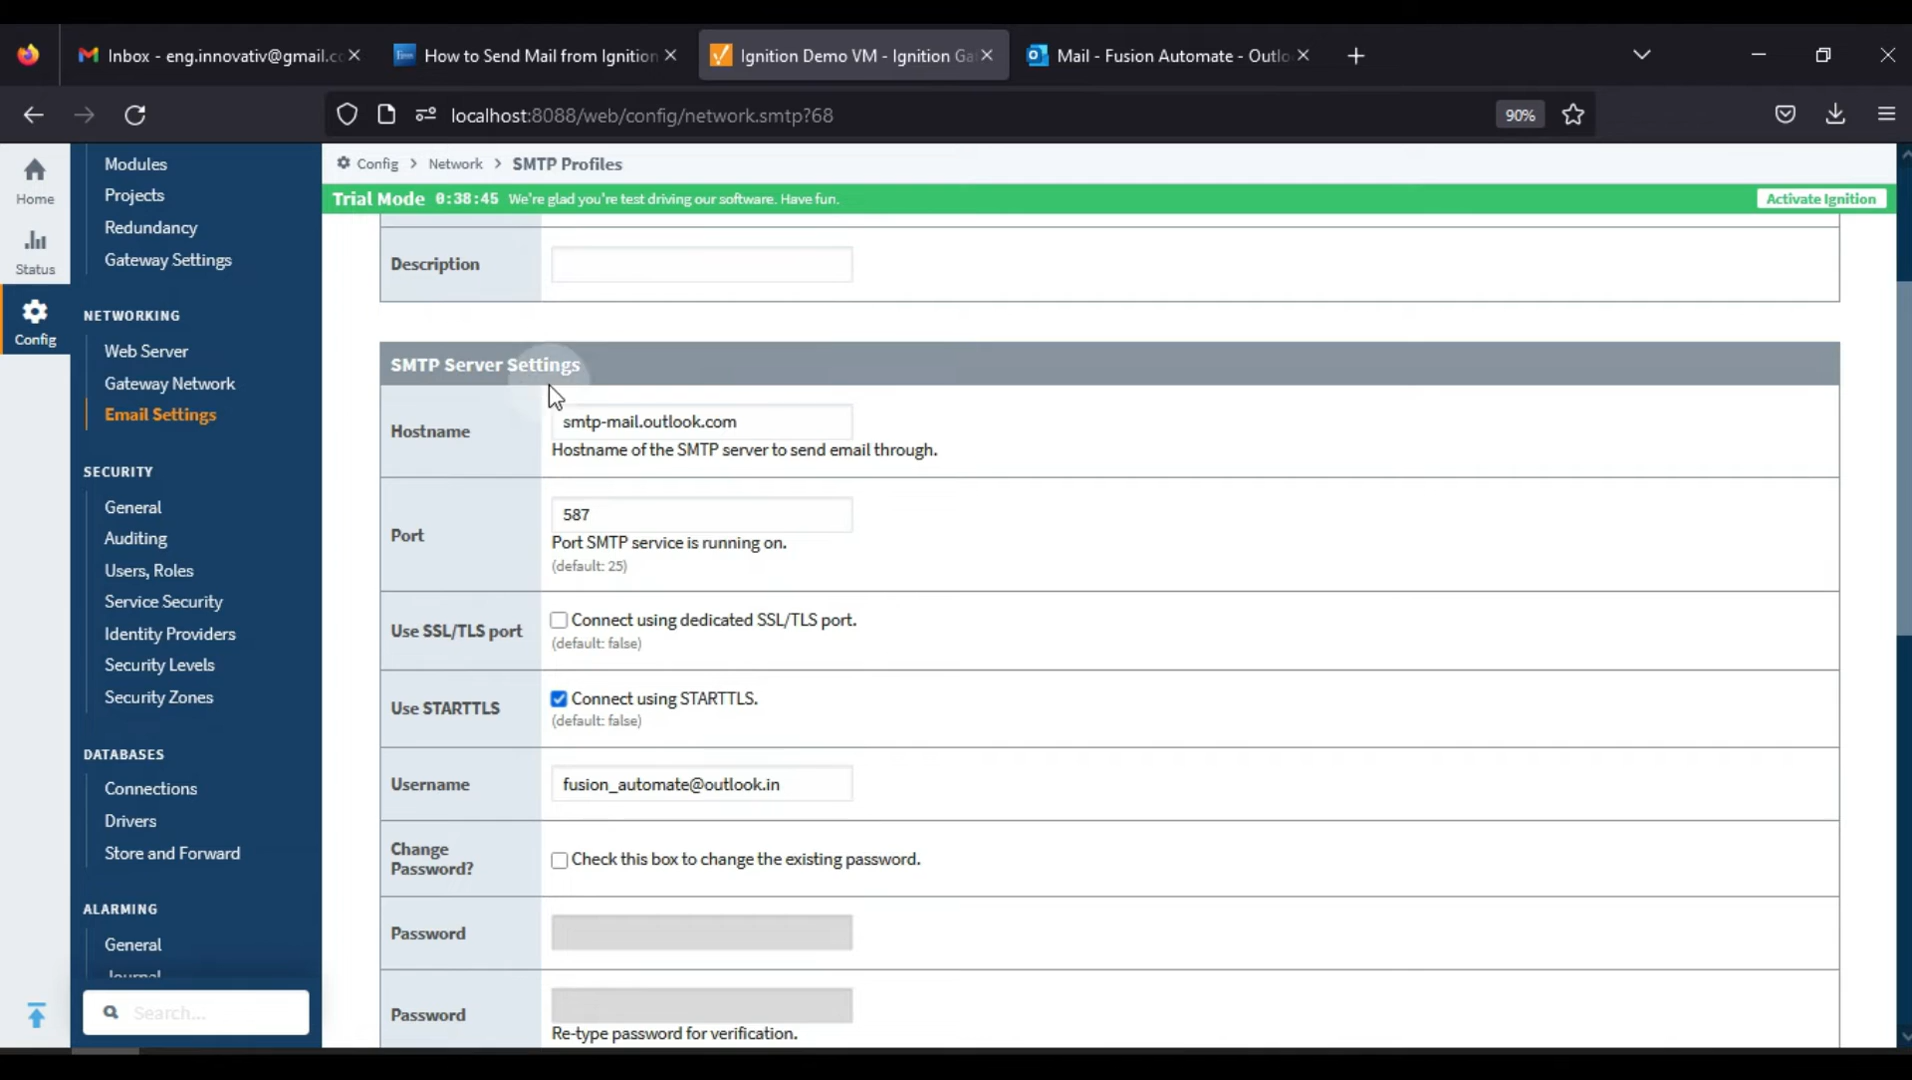 Inbox - eng.innovativ@gmail.co
How to Send Mail from Ignition
Ignition Demo VM - Ignition Ga
Mail - Fusion Automate - Outlo
localhost:8088/web/config/network.smtp?68
90%
Home
Status
Config
Modules
Projects
Redundancy
Gateway Settings
NETWORKING
Web Server
Gateway Network
Email Settings
SECURITY
General
Auditing
Users, Roles
Service Security
Identity Providers
Security Levels
Security Zones
DATABASES
Connections
Drivers
Store and Forward
ALARMING
General
Journal
Search...
Config > Network > SMTP Profiles
Trial Mode 0:38:45 We're glad you're test driving our software. Have fun.
Activate Ignition
Description
SMTP Server Settings
Hostname
smtp-mail.outlook.com
Hostname of the SMTP server to send email through.
Port
587
Port SMTP service is running on.
(default: 25)
Use SSL/TLS port
Connect using dedicated SSL/TLS port.
(default: false)
Use STARTTLS
Connect using STARTTLS.
(default: false)
Username
fusion_automate@outlook.in
Change
Password?
Check this box to change the existing password.
Password
Password
Re-type password for verification.